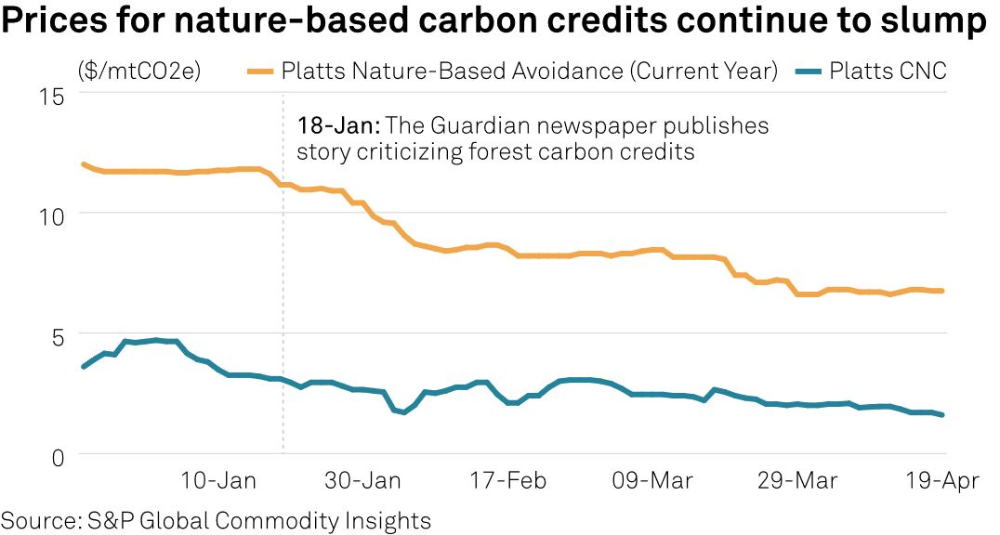 Prices for nature-based carbon credits continue to slump
($/mtCO2e)
Platts Nature-Based Avoidance (Current Year)
Platts CNC
15
18-Jan: The Guardian newspaper publishes
story criticizing forest carbon credits
10
5
0
10-Jan
30-Jan
17-Feb
09-Mar
29-Mar
19-Apr
Source: S&P Global Commodity Insights